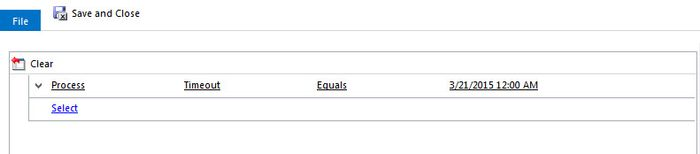 File Save and Close
Clear
Process Timeout Equals 3/21/2015 12:00 AM
Select